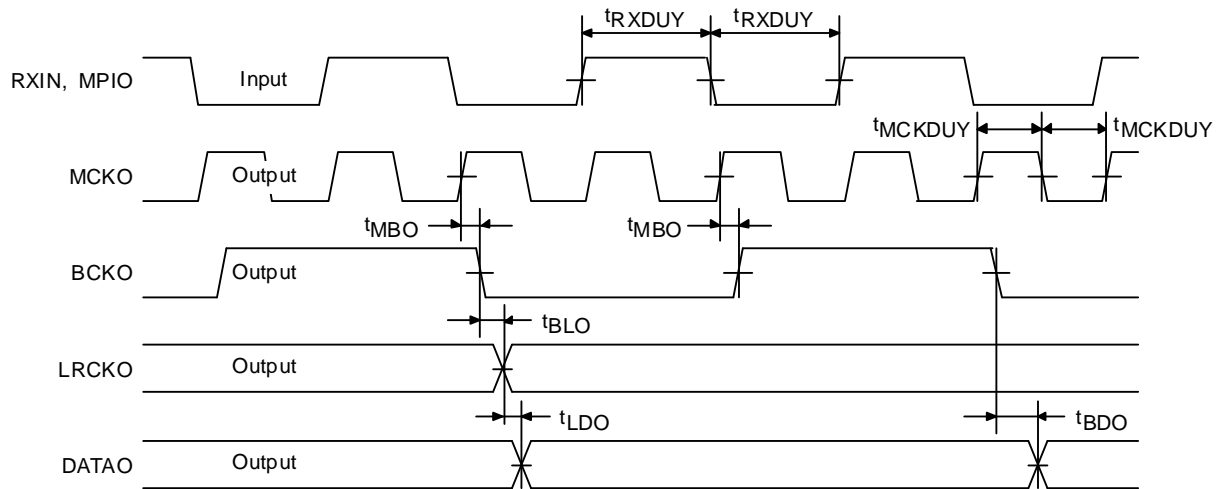 tRXDUY tRXDUY
RXIN, MPIO Input
tMCKDUY tMCKDUY
MCKO Output
tMBO tMBO
BCKO Output
tBLO
LRCKO Output
tLDO tBDO
DATAO Output